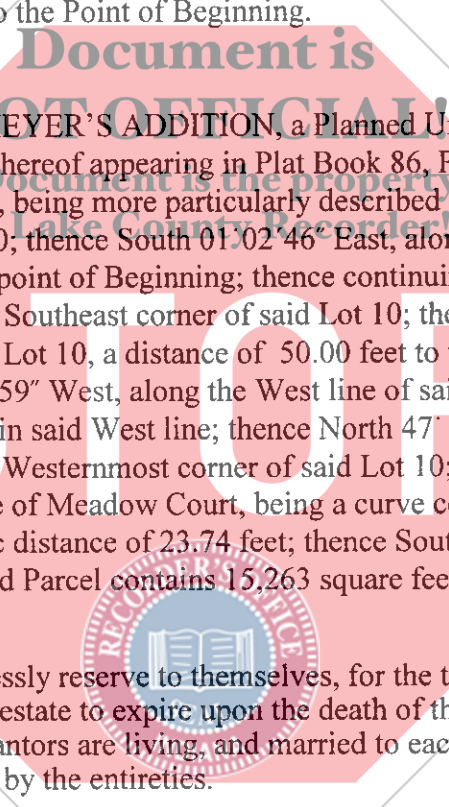 o the Point of Beginning.
Document is
NOT OFFICIAL!
EYER'S ADDITION, a Planned Un
hereof appearing in Plat Book 86, P
Document is the property
, being more particularly described
Lake County Recorder!
0; thence South 01°02'46" East, alon
point of Beginning; thence continui
Southeast corner of said Lot 10; the
Lot 10, a distance of 50.00 feet to
59" West, along the West line of sai
in said West line; thence North 47°
Westernmost corner of said Lot 10;
e of Meadow Court, being a curve c
c distance of 23.74 feet; thence Sout
d Parcel contains 15,263 square fee
STOP
RECORDER'S OFFICE
essly reserve to themselves, for the t
estate to expire upon the death of th
antors are living, and married to eac
by the entireties.